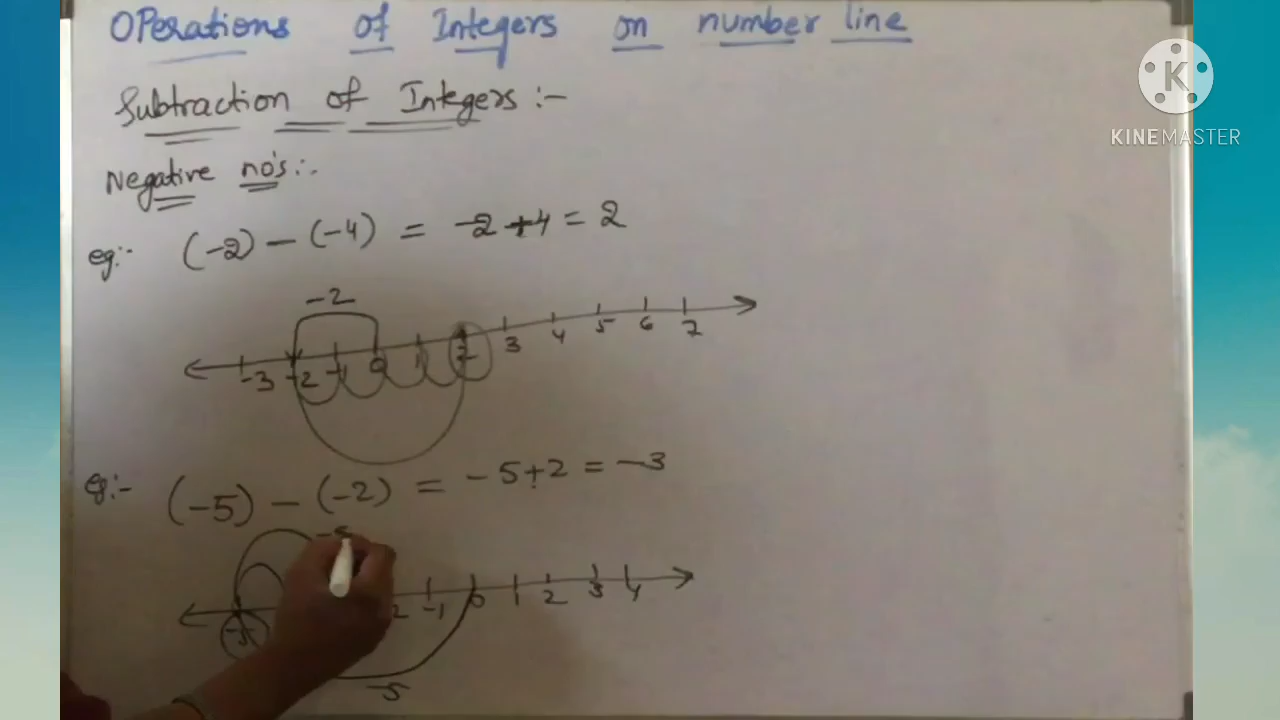 OPerations of Integers on number line
K
KINEMASTER
Subtraction of Integers :-
Negative no's :-
eg:- (-2) - (-4) = -2 +4 = 2
-2
-3 -2 -1 0 1 2 3 4 5 6 7
eg:- (-5) - (-2) = -5+2 = -3
-5 2 -1 0 1 2 3 4
-5